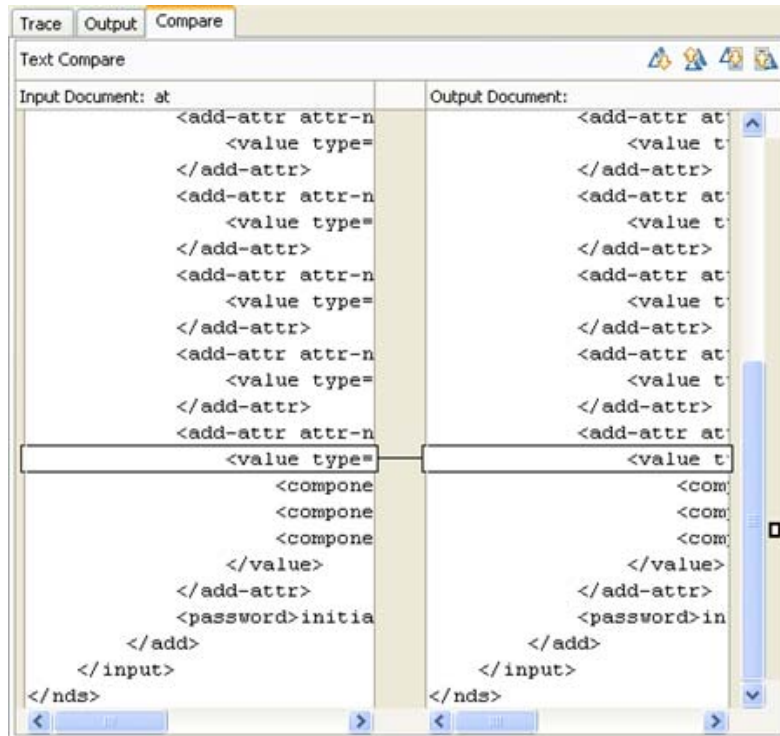 Trace Output Compare
Text Compare
Input Document: at
<add-attr attr-n
<value type=
</add-attr>
<add-attr attr-n
<value type=
</add-attr>
<add-attr attr-n
<value type=
</add-attr>
<add-attr attr-n
<value type=
</add-attr>
<add-attr attr-n
<value type=
<compone
<compone
<compone
</value>
</add-attr>
<password>initia
</add>
</input>
</nds>
Output Document:
<add-attr at
<value t
</add-attr>
<add-attr at
<value t
</add-attr>
<add-attr at
<value t
</add-attr>
<add-attr at
<value t
</add-attr>
<add-attr at
<value t
<com
<com
<com
</value>
</add-attr>
<password>in
</add>
</input>
</nds>